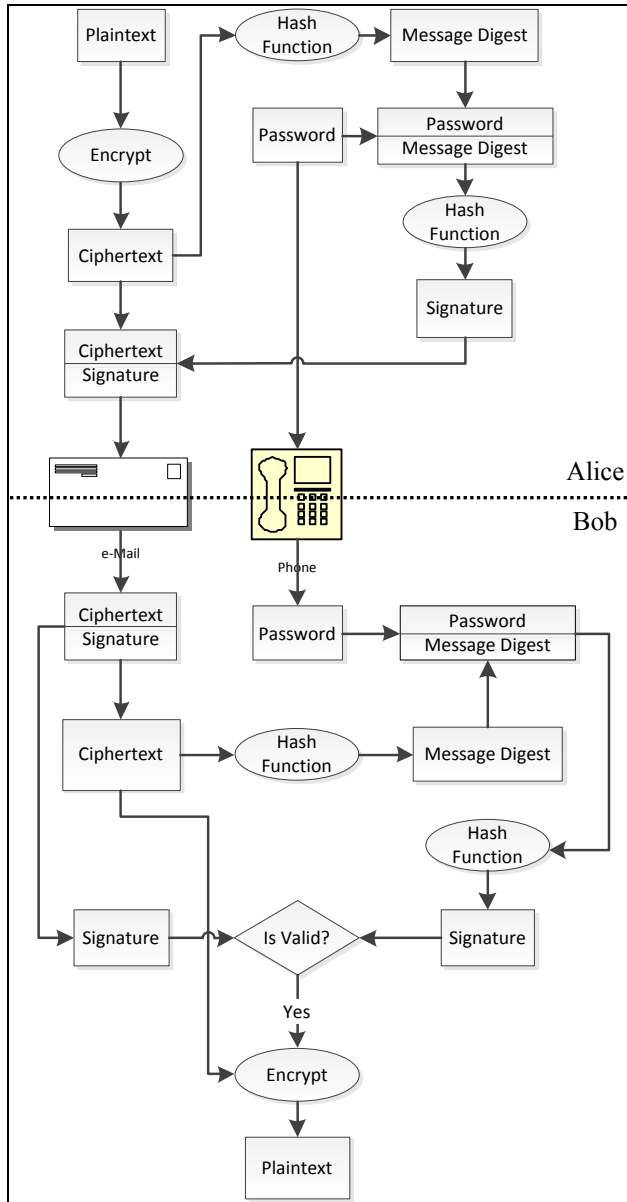 Plaintext
Hash
Function
Message Digest
Encrypt
Password
Password
Message Digest
Hash
Function
Ciphertext
Signature
Ciphertext
Signature
Alice
Bob
e-Mail
Phone
Ciphertext
Signature
Password
Password
Message Digest
Ciphertext
Hash
Function
Message Digest
Hash
Function
Signature
Is Valid?
Signature
Yes
Encrypt
Plaintext